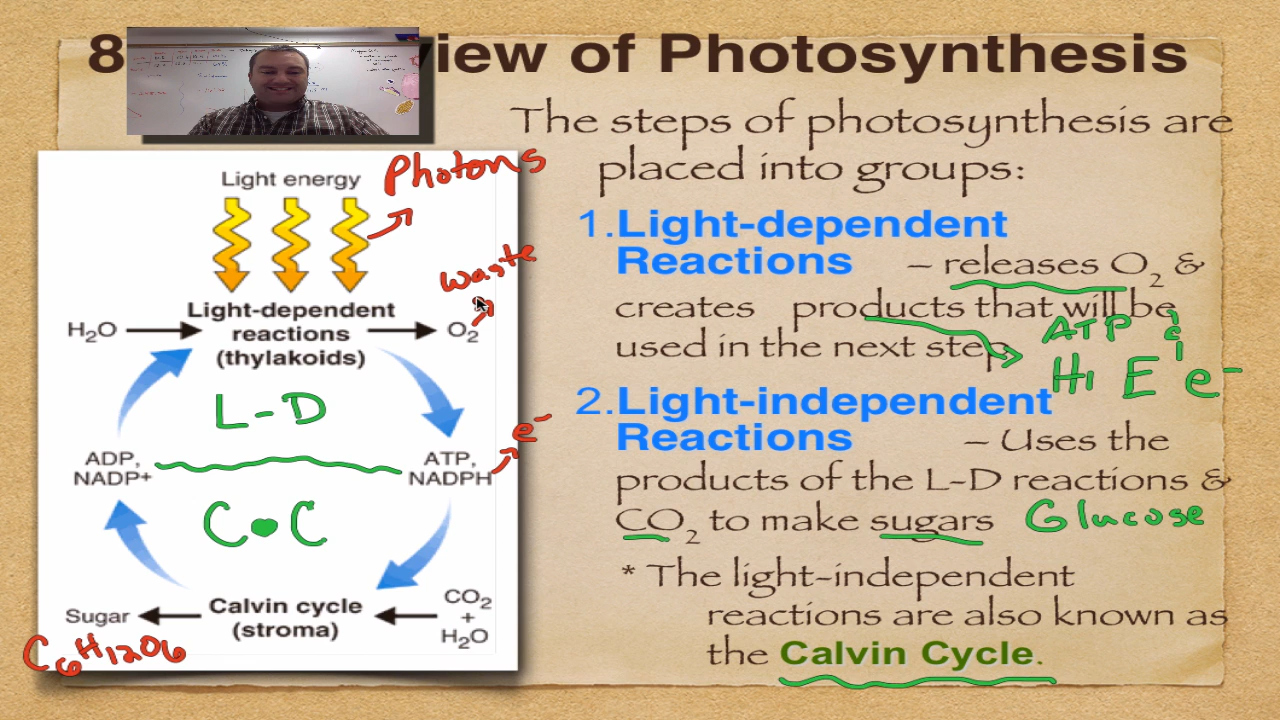 8 view of Photosynthesis
The steps of photosynthesis are
placed into groups:
1. Light-dependent
Reactions – releases O2 &
creates products that will be
used in the next step
ATP &
Hi E e-
2. Light-independent
Reactions – Uses the
products of the L-D reactions &
CO2 to make sugars Glucose
* The light-independent
reactions are also known as
the Calvin Cycle.
Light energy
Photons
waste
Light-dependent
reactions
(thylakoids)
H2O
O2
L-D
ADP,
NADP+
ATP,
NADPH
e-
C•C
Sugar
Calvin cycle
(stroma)
CO2
+
H2O
C6H12O6